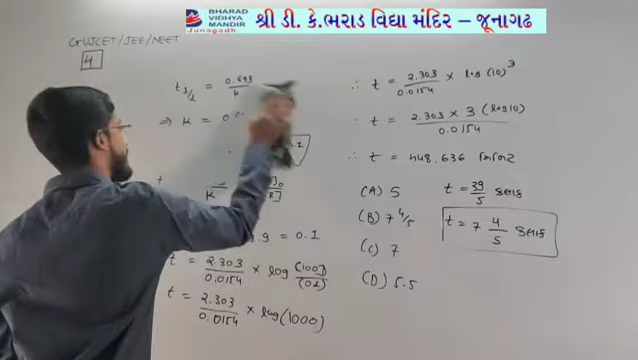 BHARAD
VIDHYA
MANDIR
Junagadh
શ્રી ડી. કે.ભરાડ વિદ્યા મંદિર – જૂનાગઢ
GUJCET/JEE/NEET
4
t1/2 = 0.693/K
⇒ K = 0.0
= 0.1
t = 2.303/0.0154 × log (100)/(0.1)
t = 2.303/0.0154 × log(1000)
∴ t = 2.303/0.0154 × log (10)³
∴ t = 2.303 × 3 (log10)/0.0154
∴ t = 448.636 મિનિટ
(A) 5
(B) 7 4/5
(C) 7
(D) 5.5
t = 39/5 કલાક
t = 7 4/5 કલાક